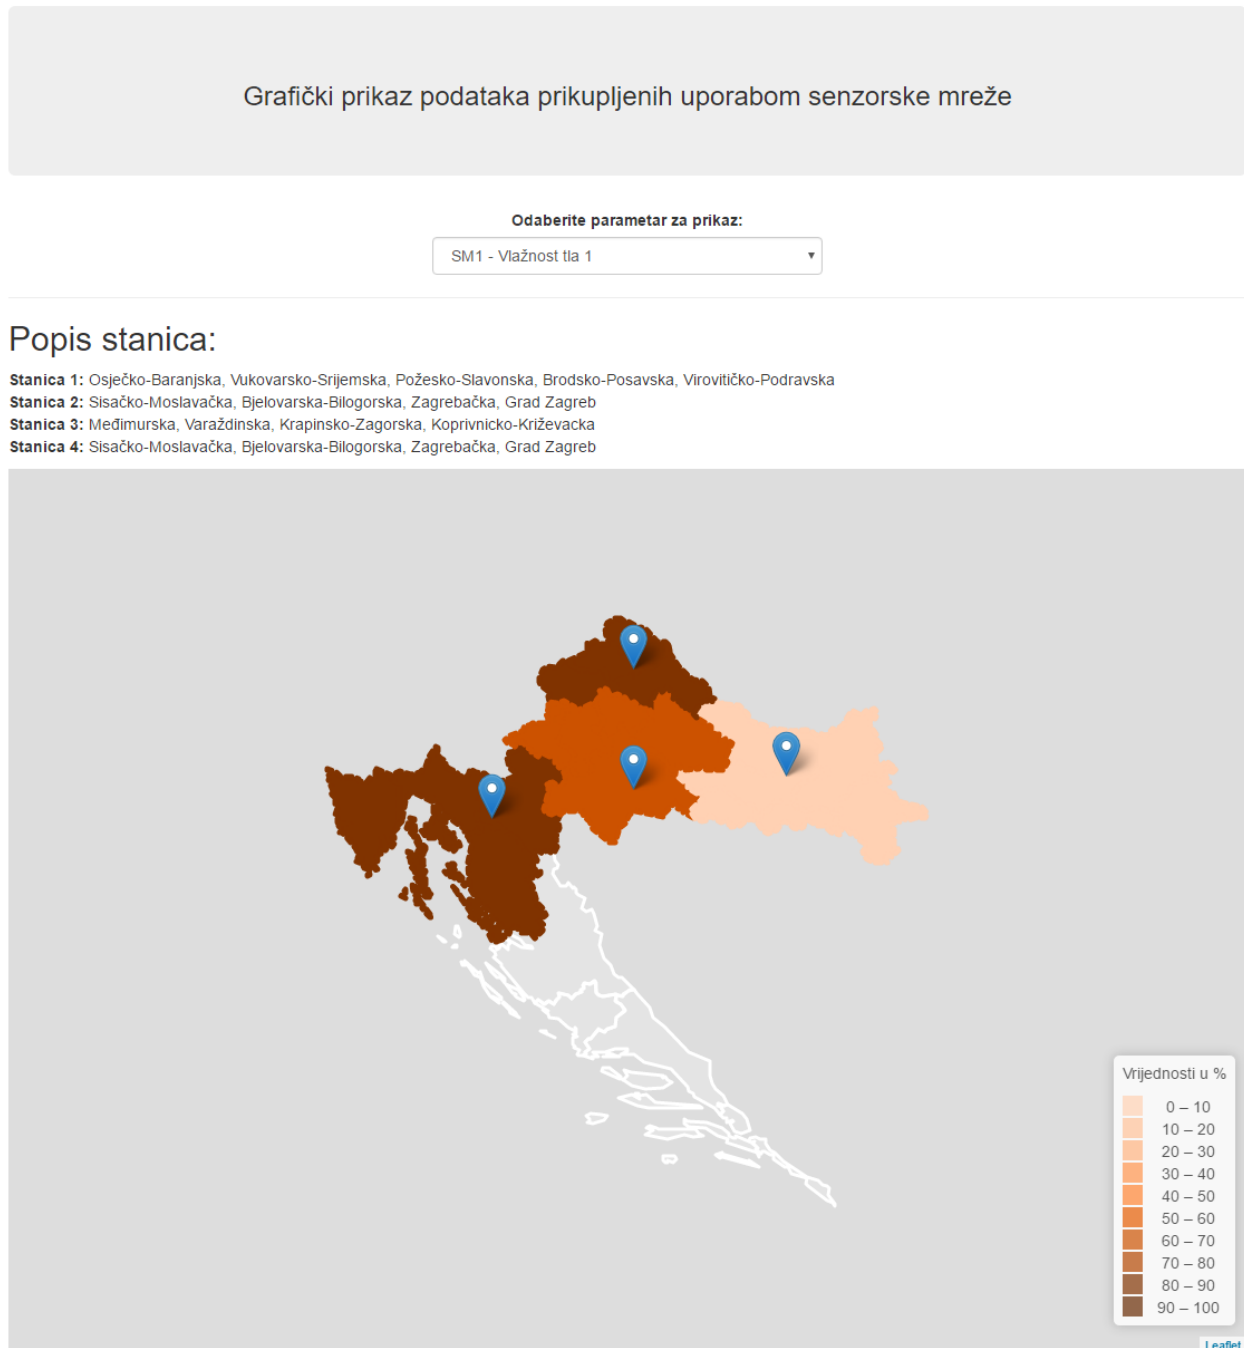 Grafički prikaz podataka prikupljenih uporabom senzorske mreže
Odaberite parametar za prikaz:
SM1 - Vlažnost tla 1
Popis stanica:
Stanica 1: Osječko-Baranjska, Vukovarsko-Srijemska, Požesko-Slavonska, Brodsko-Posavska, Virovitičko-Podravska
Stanica 2: Sisačko-Moslavačka, Bjelovarska-Bilogorska, Zagrebačka, Grad Zagreb
Stanica 3: Međimurska, Varaždinska, Krapinsko-Zagorska, Koprivnicko-Križevacka
Stanica 4: Sisačko-Moslavačka, Bjelovarska-Bilogorska, Zagrebačka, Grad Zagreb
Vrijednosti u %
0 – 10
10 – 20
20 – 30
30 – 40
40 – 50
50 – 60
60 – 70
70 – 80
80 – 90
90 – 100
Leaflet